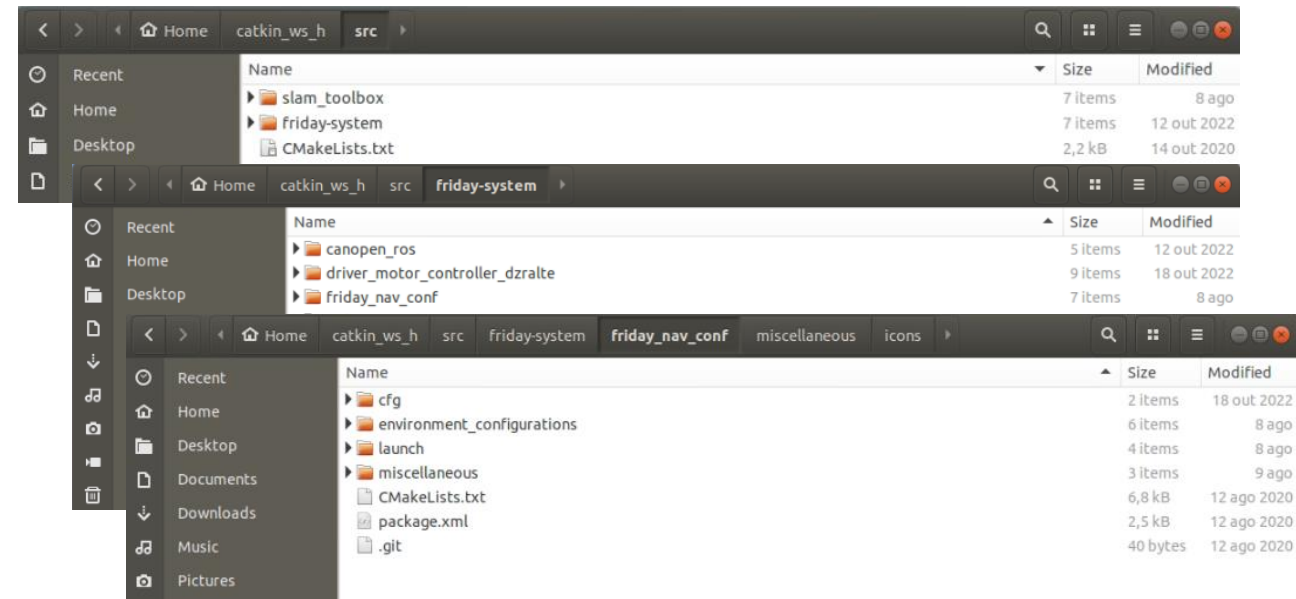 Home catkin_ws_h src
Name Size Modified
Recent
slam_toolbox 7 items 8 ago
Home
friday-system 7 items 12 out 2022
Desktop
CMakeLists.txt 2,2 kB 14 out 2020
Home catkin_ws_h src friday-system
Name Size Modified
Recent
canopen_ros 5 items 12 out 2022
Home
driver_motor_controller_dzralte 9 items 18 out 2022
Desktop
friday_nav_conf 7 items 8 ago
Home catkin_ws_h src friday-system friday_nav_conf miscellaneous icons
Name Size Modified
Recent
cfg 2 items 18 out 2022
Home
environment_configurations 6 items 8 ago
Desktop
launch 4 items 8 ago
miscellaneous 3 items 9 ago
Documents
CMakeLists.txt 6,8 kB 12 ago 2020
Downloads
package.xml 2,5 kB 12 ago 2020
Music
.git 40 bytes 12 ago 2020
Pictures